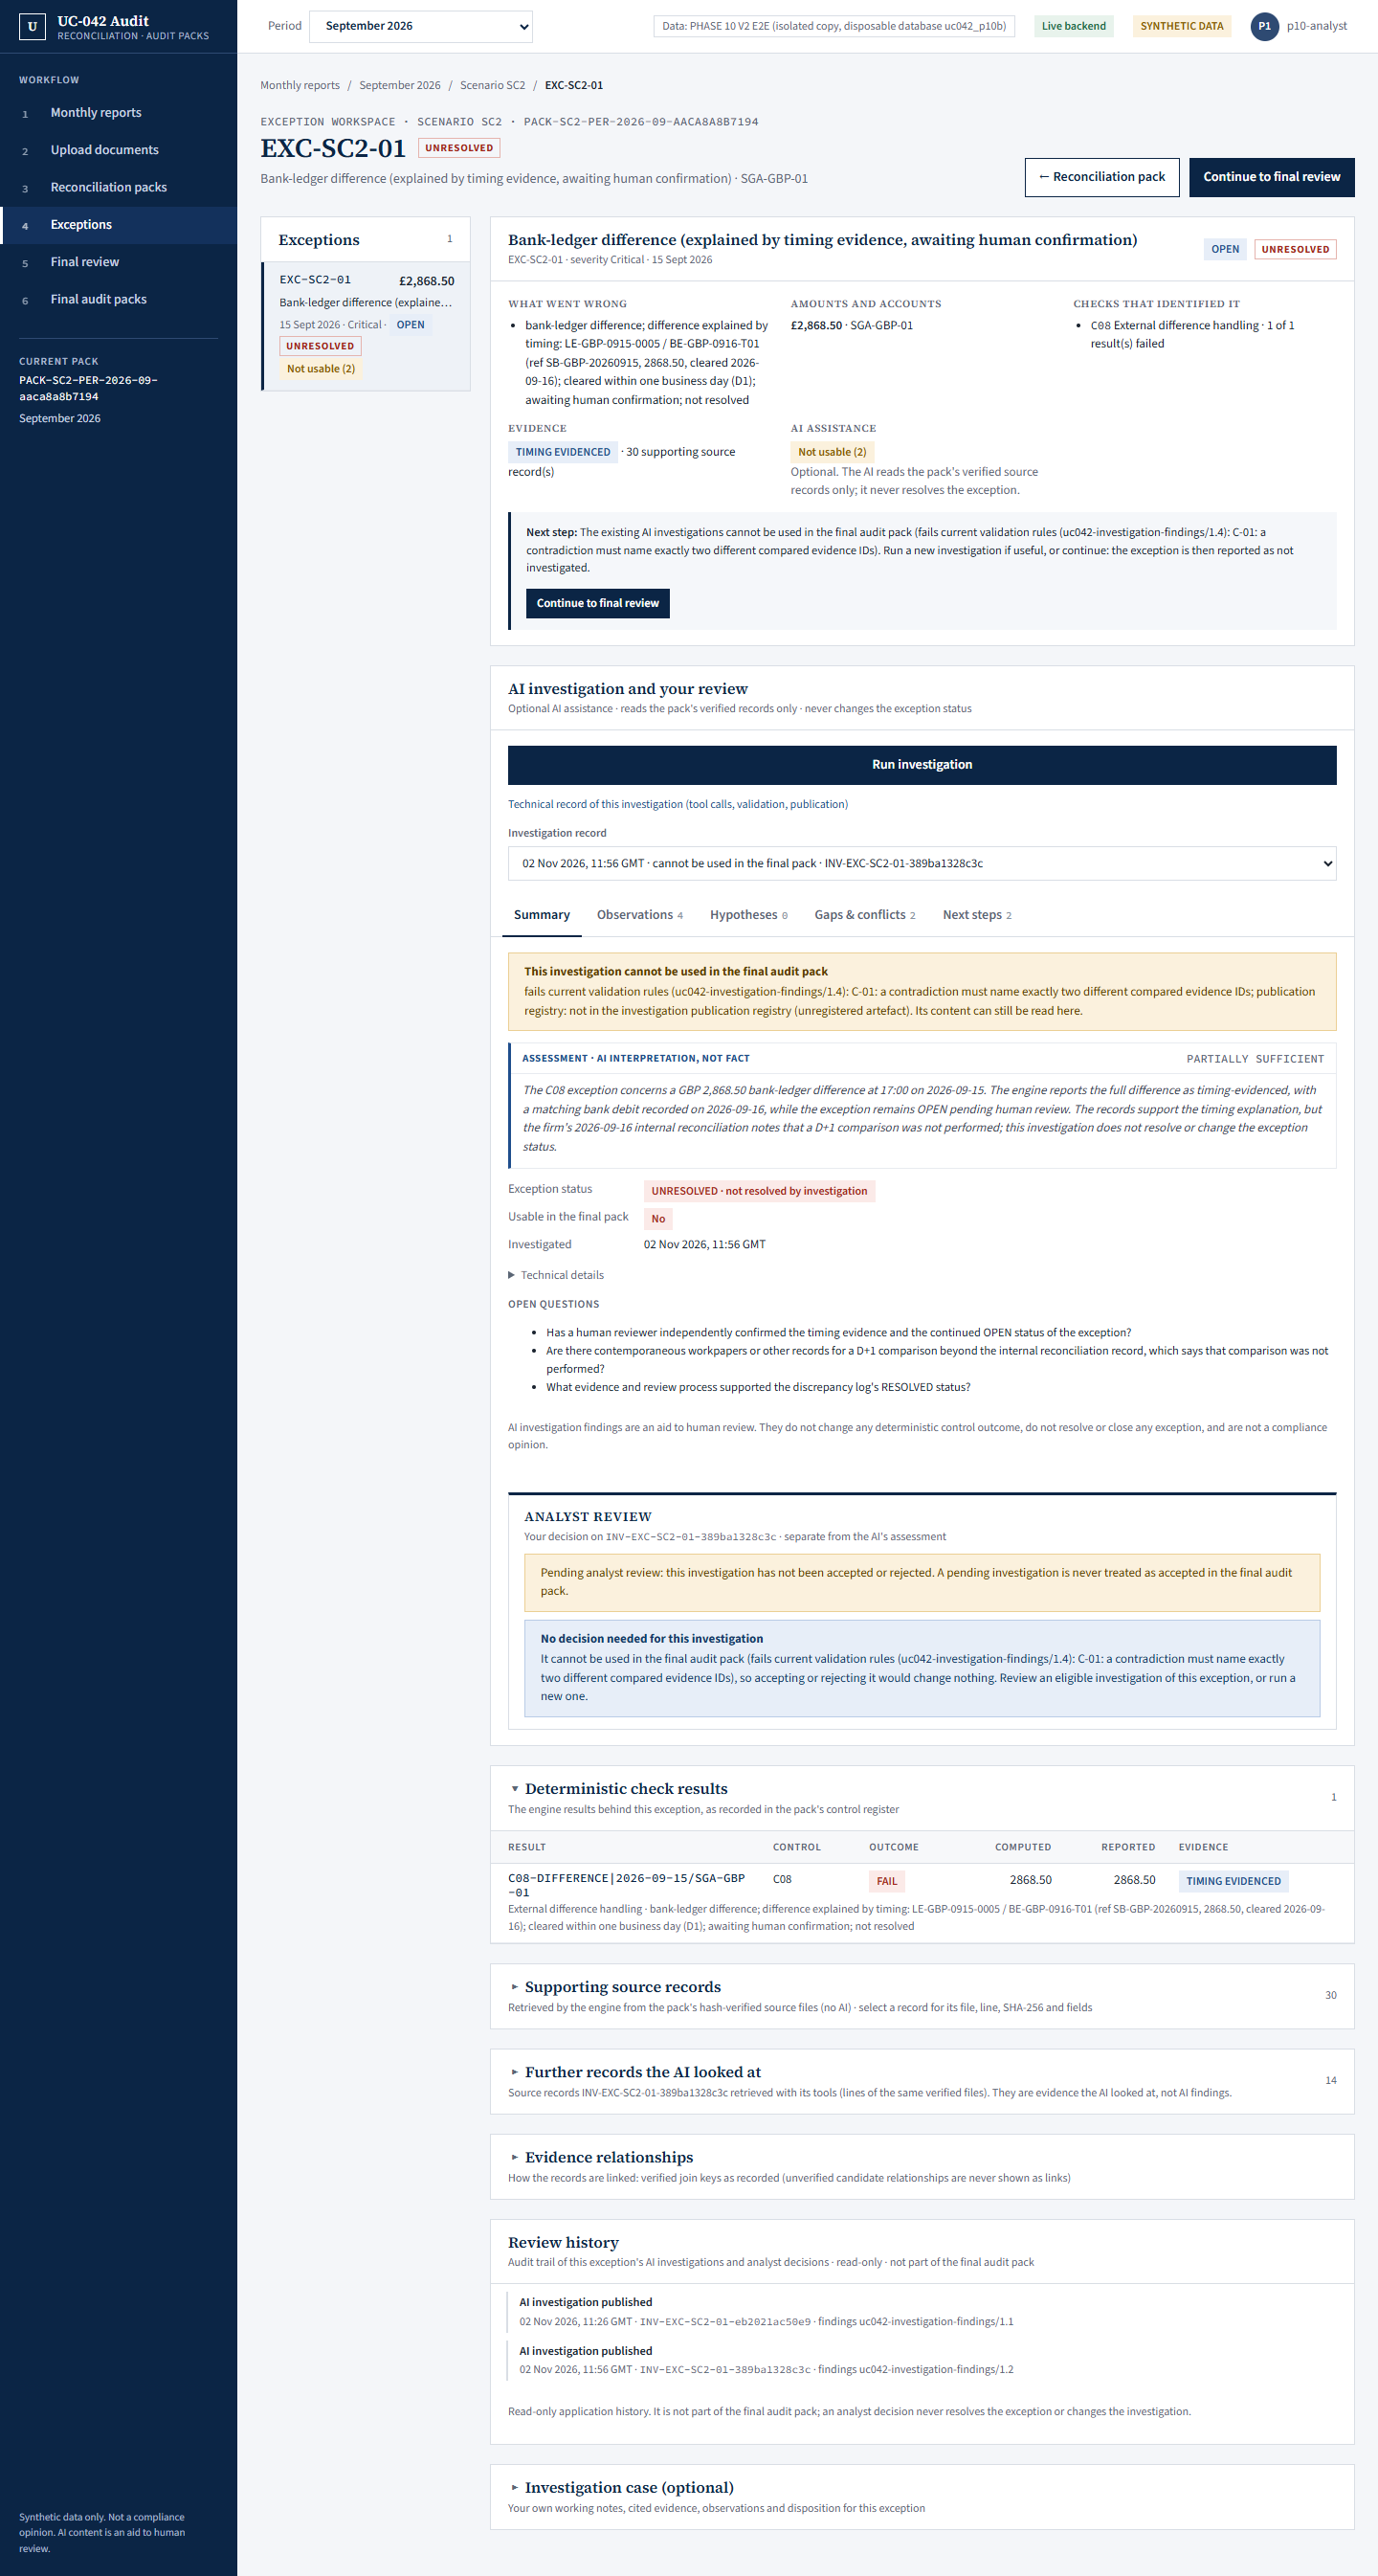 U
UC-042 Audit
RECONCILIATION · AUDIT PACKS
Period
September 2026
Data: PHASE 10 V2 E2E (isolated copy, disposable database uc042_p10b)
Live backend
SYNTHETIC DATA
P1
p10-analyst
WORKFLOW
1 Monthly reports
2 Upload documents
3 Reconciliation packs
4 Exceptions
5 Final review
6 Final audit packs
CURRENT PACK
PACK-SC2-PER-2026-09-
aaca8a8b7194
September 2026
Monthly reports / September 2026 / Scenario SC2 / EXC-SC2-01
EXCEPTION WORKSPACE · SCENARIO SC2 · PACK-SC2-PER-2026-09-AACA8A8B7194
EXC-SC2-01 UNRESOLVED
Bank-ledger difference (explained by timing evidence, awaiting human confirmation) · SGA-GBP-01
← Reconciliation pack
Continue to final review
Exceptions 1
EXC-SC2-01 £2,868.50
Bank-ledger difference (explaine...
15 Sept 2026 · Critical · OPEN
UNRESOLVED
Not usable (2)
Bank-ledger difference (explained by timing evidence, awaiting human confirmation)
EXC-SC2-01 · severity Critical · 15 Sept 2026
OPEN UNRESOLVED
WHAT WENT WRONG
• bank-ledger difference; difference explained by
timing: LE-GBP-0915-0005 / BE-GBP-0916-T01
(ref SB-GBP-20260915, 2868.50, cleared 2026-
09-16); cleared within one business day (D1);
awaiting human confirmation; not resolved
AMOUNTS AND ACCOUNTS
£2,868.50 · SGA-GBP-01
CHECKS THAT IDENTIFIED IT
• C08 External difference handling · 1 of 1
result(s) failed
EVIDENCE
TIMING EVIDENCED · 30 supporting source
record(s)
AI ASSISTANCE
Not usable (2)
Optional. The AI reads the pack's verified source
records only; it never resolves the exception.
Next step: The existing AI investigations cannot be used in the final audit pack (fails current validation rules (uc042-investigation-findings/1.4): C-01: a
contradiction must name exactly two different compared evidence IDs). Run a new investigation if useful, or continue: the exception is then reported as not
investigated.
Continue to final review
AI investigation and your review
Optional AI assistance · reads the pack's verified records only · never changes the exception status
Run investigation
Technical record of this investigation (tool calls, validation, publication)
Investigation record
02 Nov 2026, 11:56 GMT · cannot be used in the final pack · INV-EXC-SC2-01-389ba1328c3c
Summary Observations 4 Hypotheses 0 Gaps & conflicts 2 Next steps 2
This investigation cannot be used in the final audit pack
fails current validation rules (uc042-investigation-findings/1.4): C-01: a contradiction must name exactly two different compared evidence IDs; publication
registry: not in the investigation publication registry (unregistered artefact). Its content can still be read here.
ASSESSMENT · AI INTERPRETATION, NOT FACT PARTIALLY SUFFICIENT
The C08 exception concerns a GBP 2,868.50 bank-ledger difference at 17:00 on 2026-09-15. The engine reports the full difference as timing-evidenced, with
a matching bank debit recorded on 2026-09-16, while the exception remains OPEN pending human review. The records support the timing explanation, but
the firm's 2026-09-16 internal reconciliation notes that a D+1 comparison was not performed; this investigation does not resolve or change the exception
status.
Exception status UNRESOLVED · not resolved by investigation
Usable in the final pack No
Investigated 02 Nov 2026, 11:56 GMT
▶ Technical details
OPEN QUESTIONS
• Has a human reviewer independently confirmed the timing evidence and the continued OPEN status of the exception?
• Are there contemporaneous workpapers or other records for a D+1 comparison beyond the internal reconciliation record, which says that comparison was not
performed?
• What evidence and review process supported the discrepancy log's RESOLVED status?
AI investigation findings are an aid to human review. They do not change any deterministic control outcome, do not resolve or close any exception, and are not a compliance
opinion.
ANALYST REVIEW
Your decision on INV-EXC-SC2-01-389ba1328c3c · separate from the AI's assessment
Pending analyst review: this investigation has not been accepted or rejected. A pending investigation is never treated as accepted in the final audit
pack.
No decision needed for this investigation
It cannot be used in the final audit pack (fails current validation rules (uc042-investigation-findings/1.4): C-01: a contradiction must name exactly
two different compared evidence IDs), so accepting or rejecting it would change nothing. Review an eligible investigation of this exception, or run a
new one.
▼ Deterministic check results 1
The engine results behind this exception, as recorded in the pack's control register
RESULT CONTROL OUTCOME COMPUTED REPORTED EVIDENCE
C08-DIFFERENCE|2026-09-15/SGA-GBP C08 FAIL 2868.50 2868.50 TIMING EVIDENCED
-01
External difference handling · bank-ledger difference; difference explained by timing: LE-GBP-0915-0005 / BE-GBP-0916-T01 (ref SB-GBP-20260915, 2868.50, cleared 2026-09-
16); cleared within one business day (D1); awaiting human confirmation; not resolved
► Supporting source records 30
Retrieved by the engine from the pack's hash-verified source files (no AI) · select a record for its file, line, SHA-256 and fields
► Further records the AI looked at 14
Source records INV-EXC-SC2-01-389ba1328c3c retrieved with its tools (lines of the same verified files). They are evidence the AI looked at, not AI findings.
► Evidence relationships
How the records are linked: verified join keys as recorded (unverified candidate relationships are never shown as links)
Review history
Audit trail of this exception's AI investigations and analyst decisions · read-only · not part of the final audit pack
AI investigation published
02 Nov 2026, 11:26 GMT · INV-EXC-SC2-01-eb2021ac50e9 · findings uc042-investigation-findings/1.1
AI investigation published
02 Nov 2026, 11:56 GMT · INV-EXC-SC2-01-389ba1328c3c · findings uc042-investigation-findings/1.2
Read-only application history. It is not part of the final audit pack; an analyst decision never resolves the exception or changes the investigation.
► Investigation case (optional)
Your own working notes, cited evidence, observations and disposition for this exception
Synthetic data only. Not a compliance
opinion. AI content is an aid to human
review.